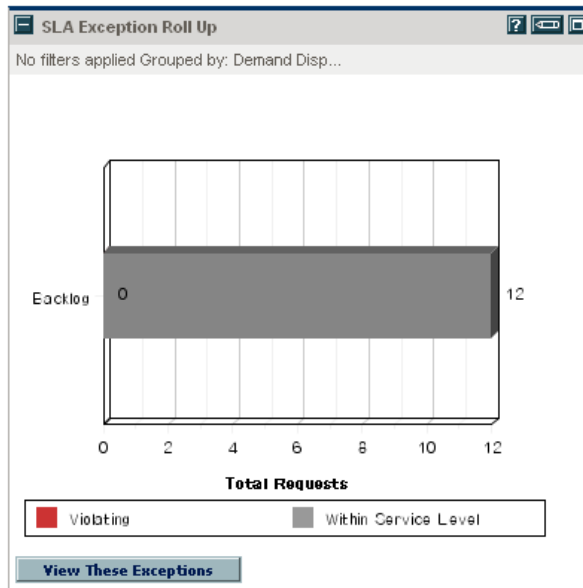 SLA Exception Roll Up
?
No filters applied Grouped by: Demand Disp...
Backlog
0
12
0 2 4 6 8 10 12
Total Requests
Violating
Within Service Level
View These Exceptions